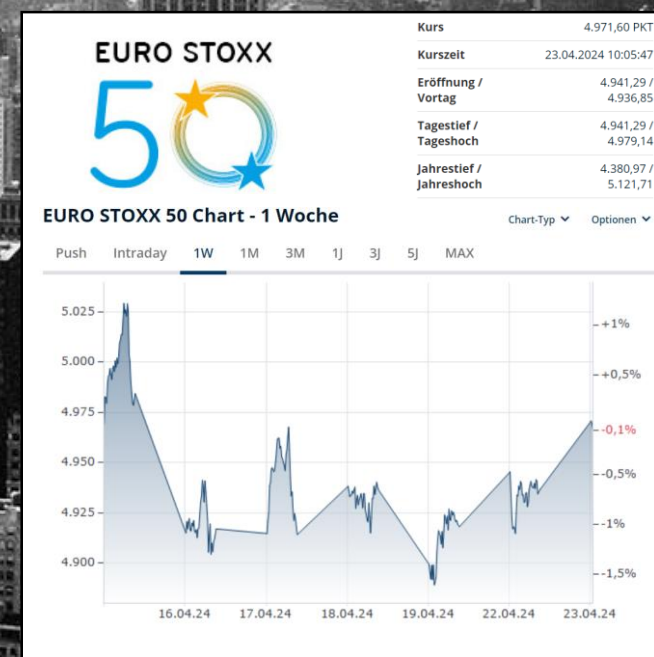 EURO STOXX
50
Kurs 4.971,60 PKT
Kurszeit 23.04.2024 10:05:47
Eröffnung / 4.941,29 /
Vortag 4.936,85
Tagestief / 4.941,29 /
Tageshoch 4.979,14
Jahrestief / 4.380,97 /
Jahreshoch 5.121,71
EURO STOXX 50 Chart - 1 Woche
Chart-Typ Optionen
Push Intraday 1W 1M 3M 1J 3J 5J MAX
5.025
5.000
4.975
4.950
4.925
4.900
+1%
+0,5%
-0,1%
-0,5%
-1%
-1,5%
16.04.24 17.04.24 18.04.24 19.04.24 22.04.24 23.04.24